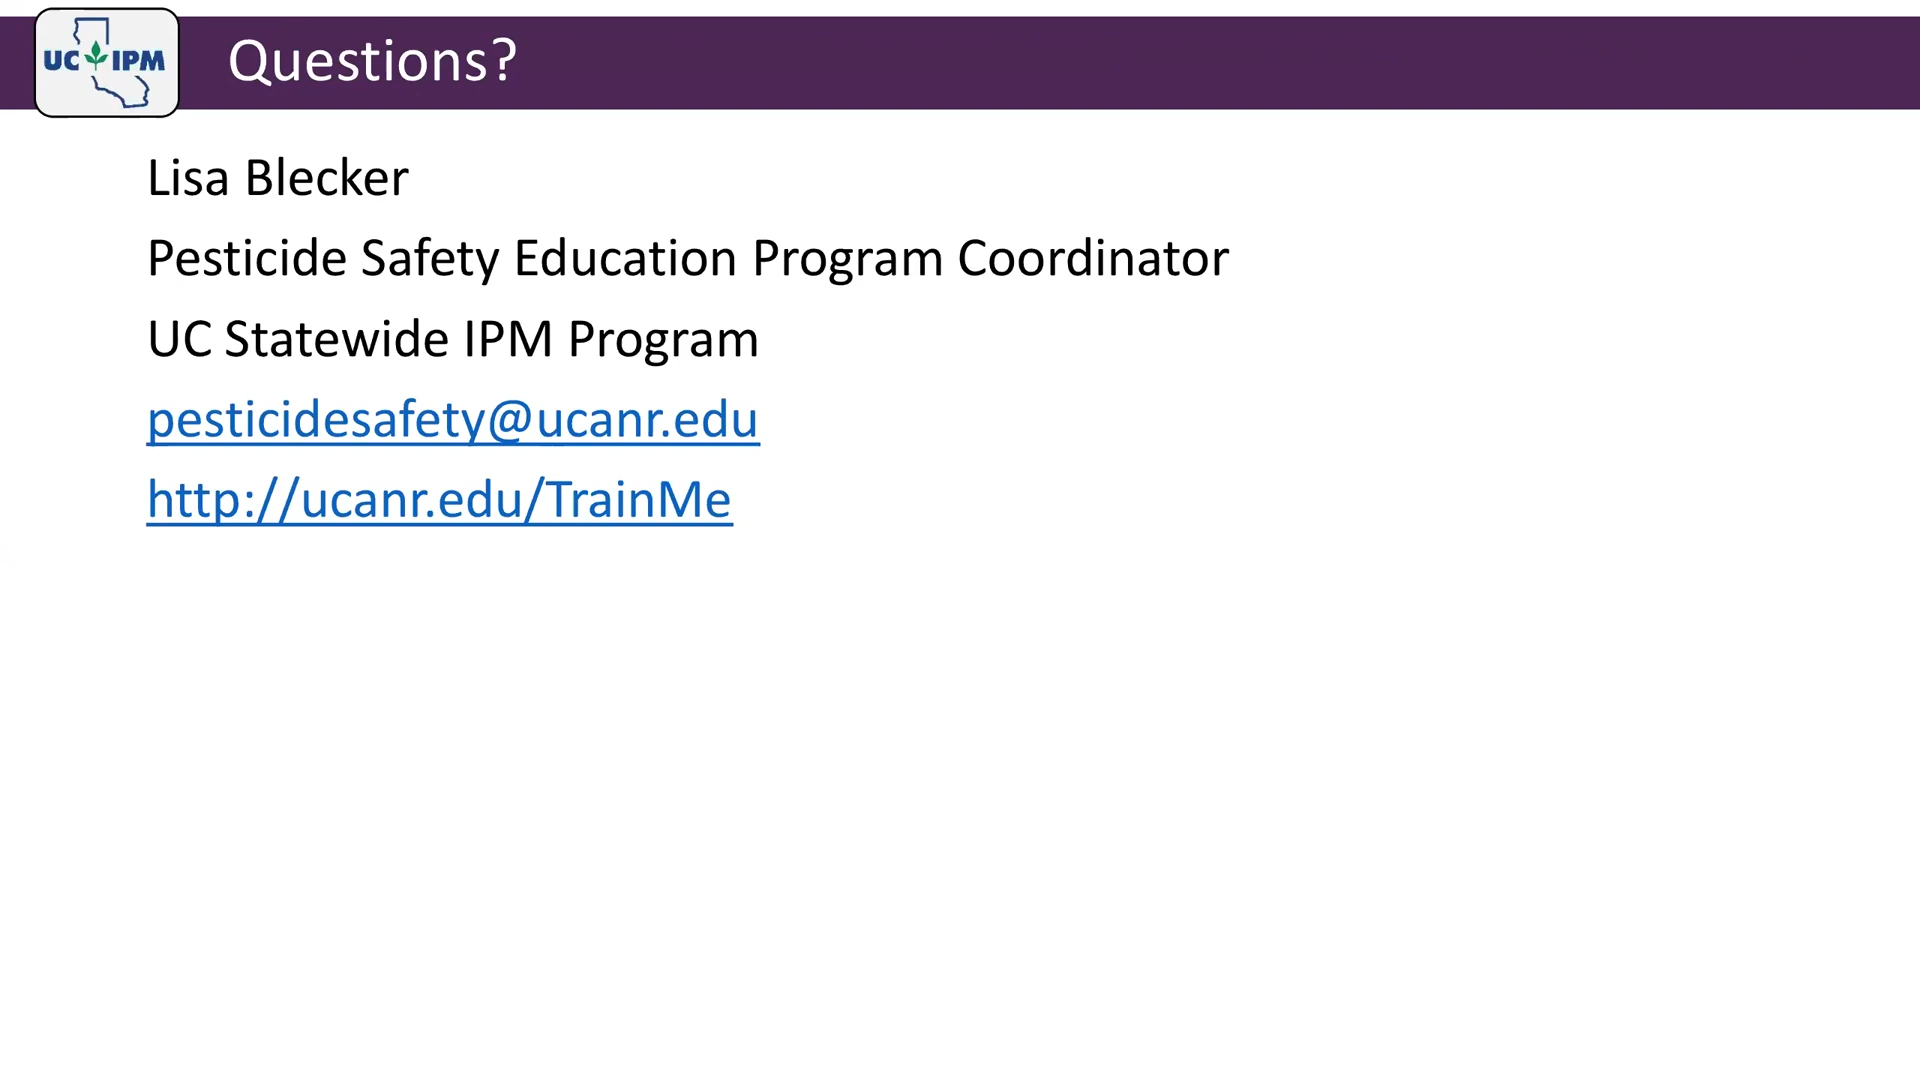 UC IPM
Questions?
Lisa Blecker
Pesticide Safety Education Program Coordinator
UC Statewide IPM Program
pesticidesafety@ucanr.edu
http://ucanr.edu/TrainMe